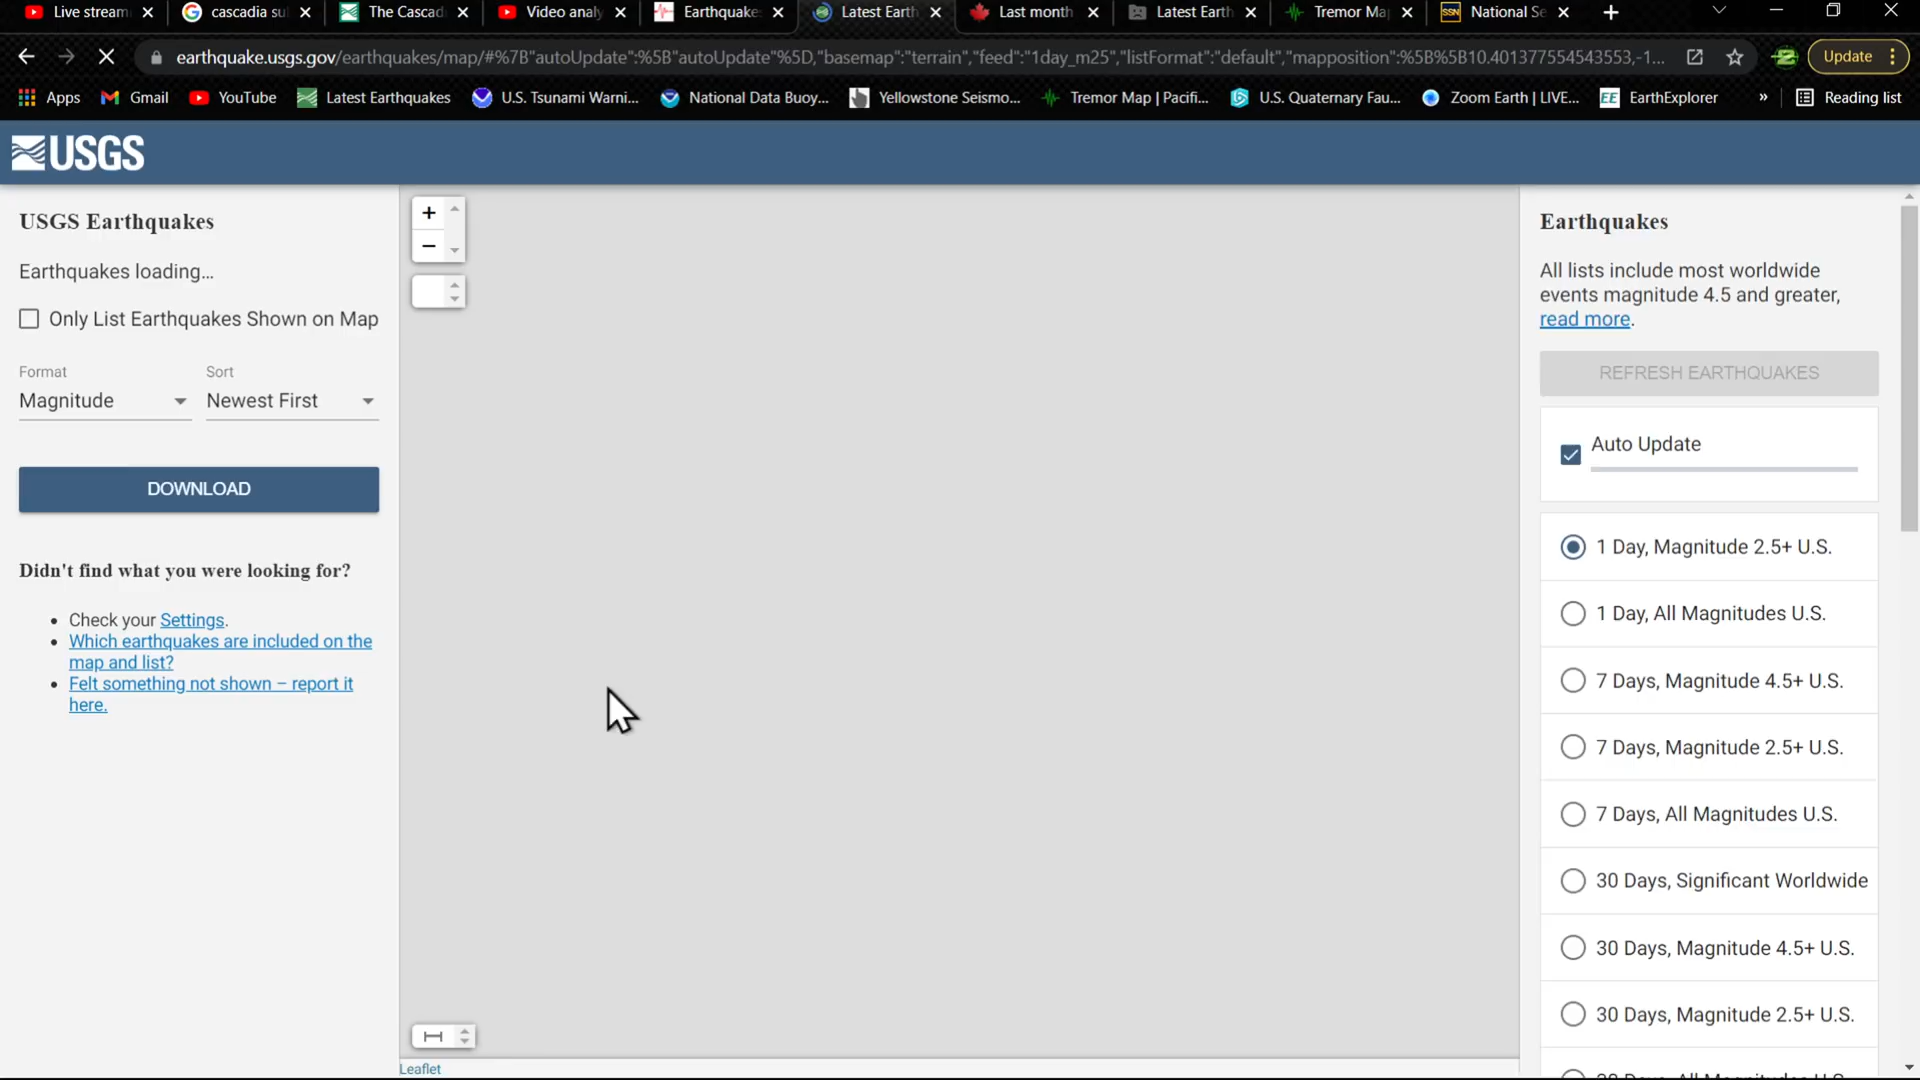 Live stream
cascadia su
The Cascad
Video analy
Earthquake
Latest Earth
Last month
Latest Earth
Tremor Ma
SSN National Se
earthquake.usgs.gov/earthquakes/map/#%7B"autoUpdate":%5B"autoUpdate"%5D,"basemap":"terrain","feed":"1day_m25","listFormat":"default","mapposition":%5B%5B10.401377554543553,-1...
Update
Apps
Gmail
YouTube
Latest Earthquakes
U.S. Tsunami Warni...
National Data Buoy...
Yellowstone Seismo...
Tremor Map | Pacifi...
U.S. Quaternary Fau...
Zoom Earth | LIVE...
EE EarthExplorer
»
Reading list
USGS
USGS Earthquakes
Earthquakes loading...
Only List Earthquakes Shown on Map
Format
Sort
Magnitude
Newest First
DOWNLOAD
Didn't find what you were looking for?
• Check your Settings.
• Which earthquakes are included on the
map and list?
• Felt something not shown – report it
here.
+
−
Leaflet
Earthquakes
All lists include most worldwide
events magnitude 4.5 and greater,
read more.
REFRESH EARTHQUAKES
Auto Update
1 Day, Magnitude 2.5+ U.S.
1 Day, All Magnitudes U.S.
7 Days, Magnitude 4.5+ U.S.
7 Days, Magnitude 2.5+ U.S.
7 Days, All Magnitudes U.S.
30 Days, Significant Worldwide
30 Days, Magnitude 4.5+ U.S.
30 Days, Magnitude 2.5+ U.S.